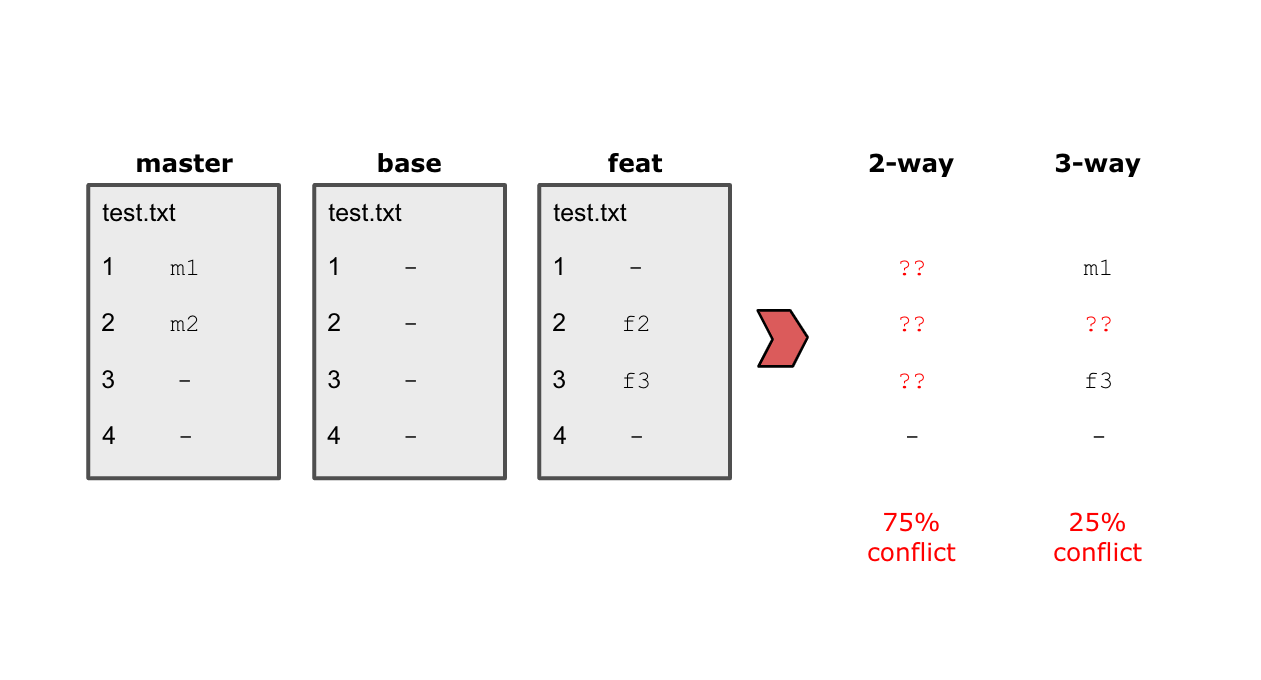 master base feat 2-way 3-way
test.txt test.txt test.txt
1 m1 1 - 1 - ?? m1
2 m2 2 - 2 f2 ?? ??
3 - 3 - 3 f3 ?? f3
4 - 4 - 4 - - -
75% 25%
conflict conflict